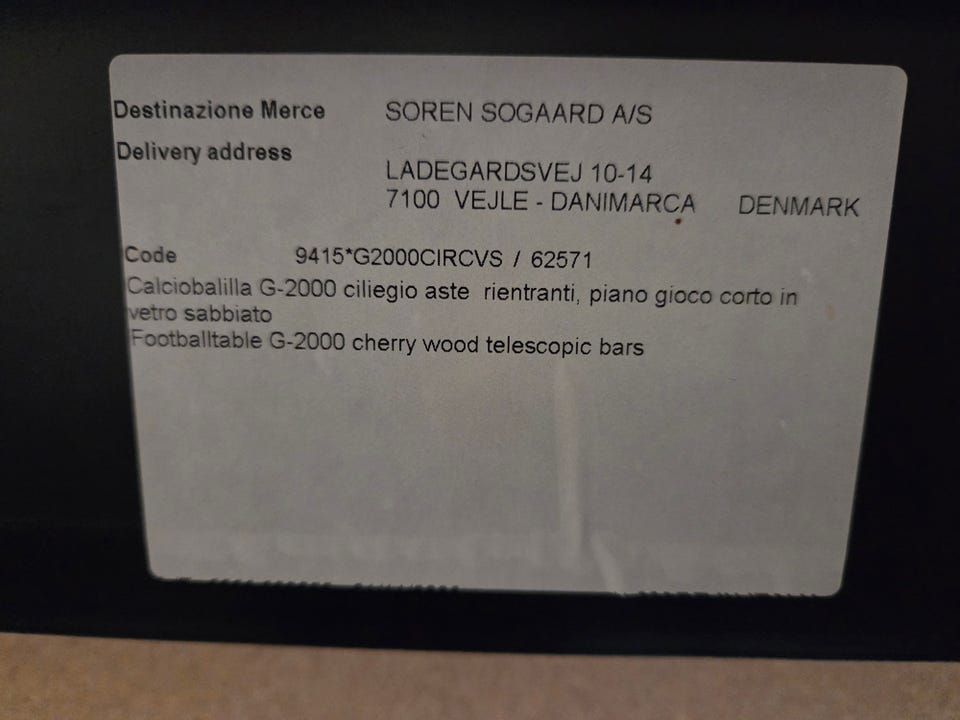 Destinazione Merce SOREN SOGAARD A/S
Delivery address
LADEGARDSVEJ 10-14
7100 VEJLE - DANIMARCA DENMARK
Code 9415*G2000CIRCVS / 62571
Calciobalilla G-2000 ciliegio aste rientranti, piano gioco corto in
vetro sabbiato
Footballtable G-2000 cherry wood telescopic bars